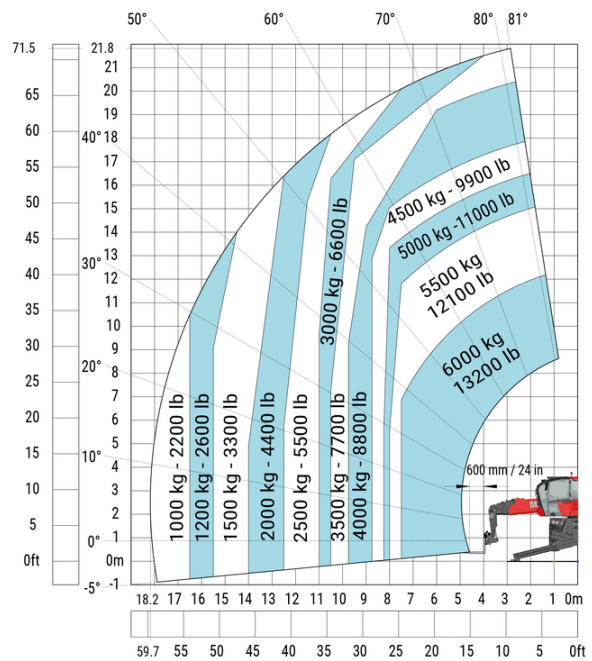 50°
60°
70°
80°
81°
71.5
21.8
21
65
20
19
60
40°
18
17
55
16
50
15
4500 kg - 9900 lb
45
14
5000 kg -11000 lb
13
40
30°
12
5500 kg
12100 lb
3000 kg - 6600 lb
35
11
10
30
9
6000 kg
13200 lb
25
20°
8
7
20
6
5
15
10°
4
600 mm / 24 in
10
3
2
5
0°
1
0ft
0m
-5°
-1
1000 kg - 2200 lb
1200 kg - 2600 lb
1500 kg - 3300 lb
2000 kg - 4400 lb
2500 kg - 5500 lb
3500 kg - 7700 lb
4000 kg - 8800 lb
18.2 17 16 15 14 13 12 11 10 9 8 7 6 5 4 3 2 1 0m
59.7 55 50 45 40 35 30 25 20 15 10 5 0ft